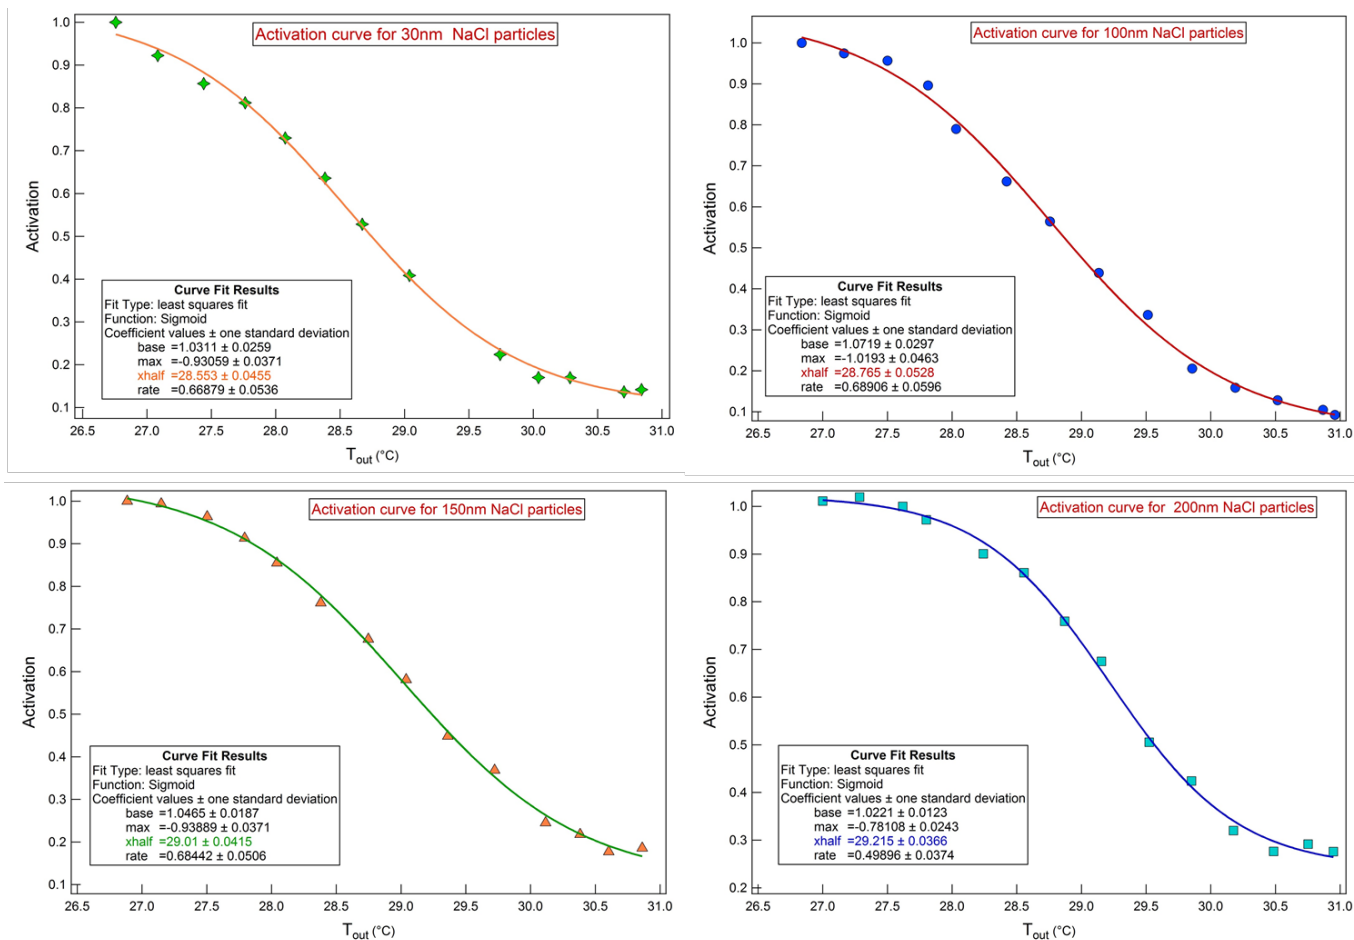 Activation curve for 30nm  NaCl particles
Activation
1.0
0.9
0.8
0.7
0.6
0.5
0.4
0.3
0.2
0.1
Curve Fit Results
Fit Type: least squares fit
Function: Sigmoid
Coefficient values ± one standard deviation
base =1.0311 ± 0.0259
max =-0.93059 ± 0.0371
xhalf =28.553 ± 0.0455
rate =0.66879 ± 0.0536
26.5 27.0 27.5 28.0 28.5 29.0 29.5 30.0 30.5 31.0
Tout (°C)
Activation curve for 100nm NaCl particles
Activation
1.0
0.9
0.8
0.7
0.6
0.5
0.4
0.3
0.2
0.1
Curve Fit Results
Fit Type: least squares fit
Function: Sigmoid
Coefficient values ± one standard deviation
base =1.0719 ± 0.0297
max =-1.0193 ± 0.0463
xhalf =28.765 ± 0.0528
rate =0.68906 ± 0.0596
26.5 27.0 27.5 28.0 28.5 29.0 29.5 30.0 30.5 31.0
Tout (°C)
Activation curve for 150nm NaCl particles
Activation
1.0
0.9
0.8
0.7
0.6
0.5
0.4
0.3
0.2
0.1
Curve Fit Results
Fit Type: least squares fit
Function: Sigmoid
Coefficient values ± one standard deviation
base =1.0465 ± 0.0187
max =-0.93889 ± 0.0371
xhalf =29.01 ± 0.0415
rate =0.68442 ± 0.0506
26.5 27.0 27.5 28.0 28.5 29.0 29.5 30.0 30.5 31.0
Tout (°C)
Activation curve for  200nm NaCl particles
Activation
1.0
0.9
0.8
0.7
0.6
0.5
0.4
0.3
0.2
Curve Fit Results
Fit Type: least squares fit
Function: Sigmoid
Coefficient values ± one standard deviation
base =1.0221 ± 0.0123
max =-0.78108 ± 0.0243
xhalf =29.215 ± 0.0366
rate =0.49896 ± 0.0374
26.5 27.0 27.5 28.0 28.5 29.0 29.5 30.0 30.5 31.0
Tout (°C)